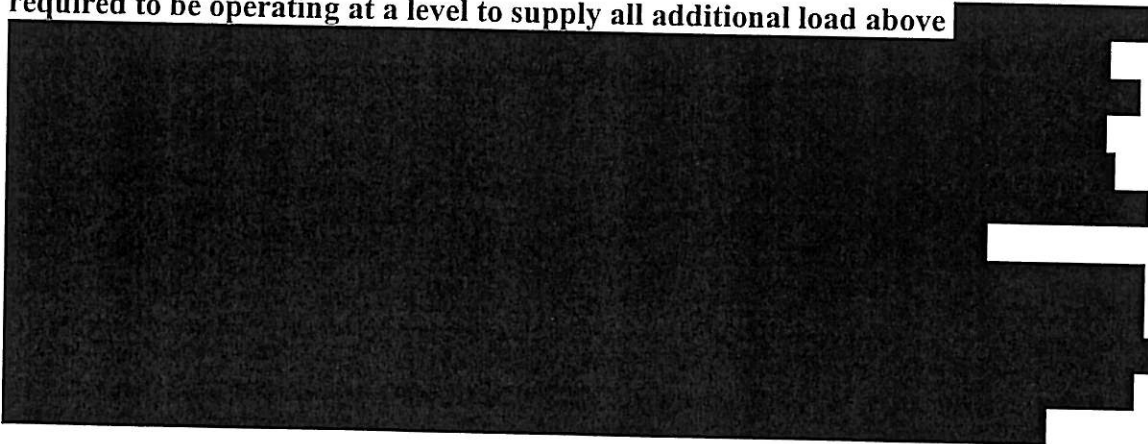 required to be operating at a level to supply all additional load above